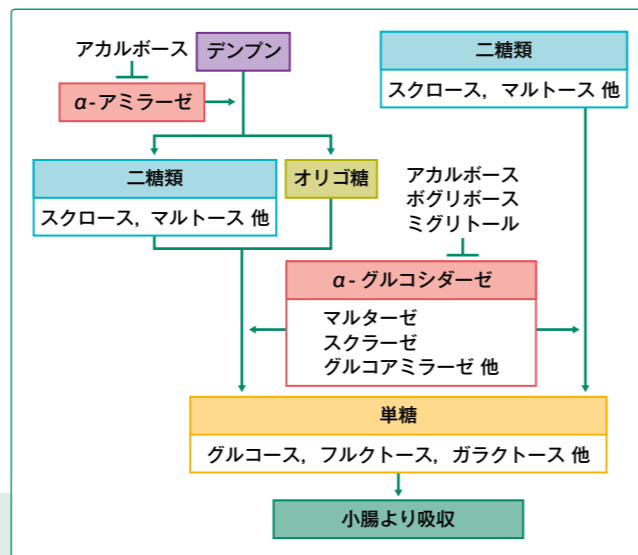 アカルボース
デンプン
α-アミラーゼ
二糖類
スクロース，マルトース 他
オリゴ糖
二糖類
スクロース，マルトース 他
アカルボース
ボグリボース
ミグリトール
α-グルコシダーゼ
マルターゼ
スクラーゼ
グルコアミラーゼ 他
単糖
グルコース，フルクトース，ガラクトース 他
小腸より吸収